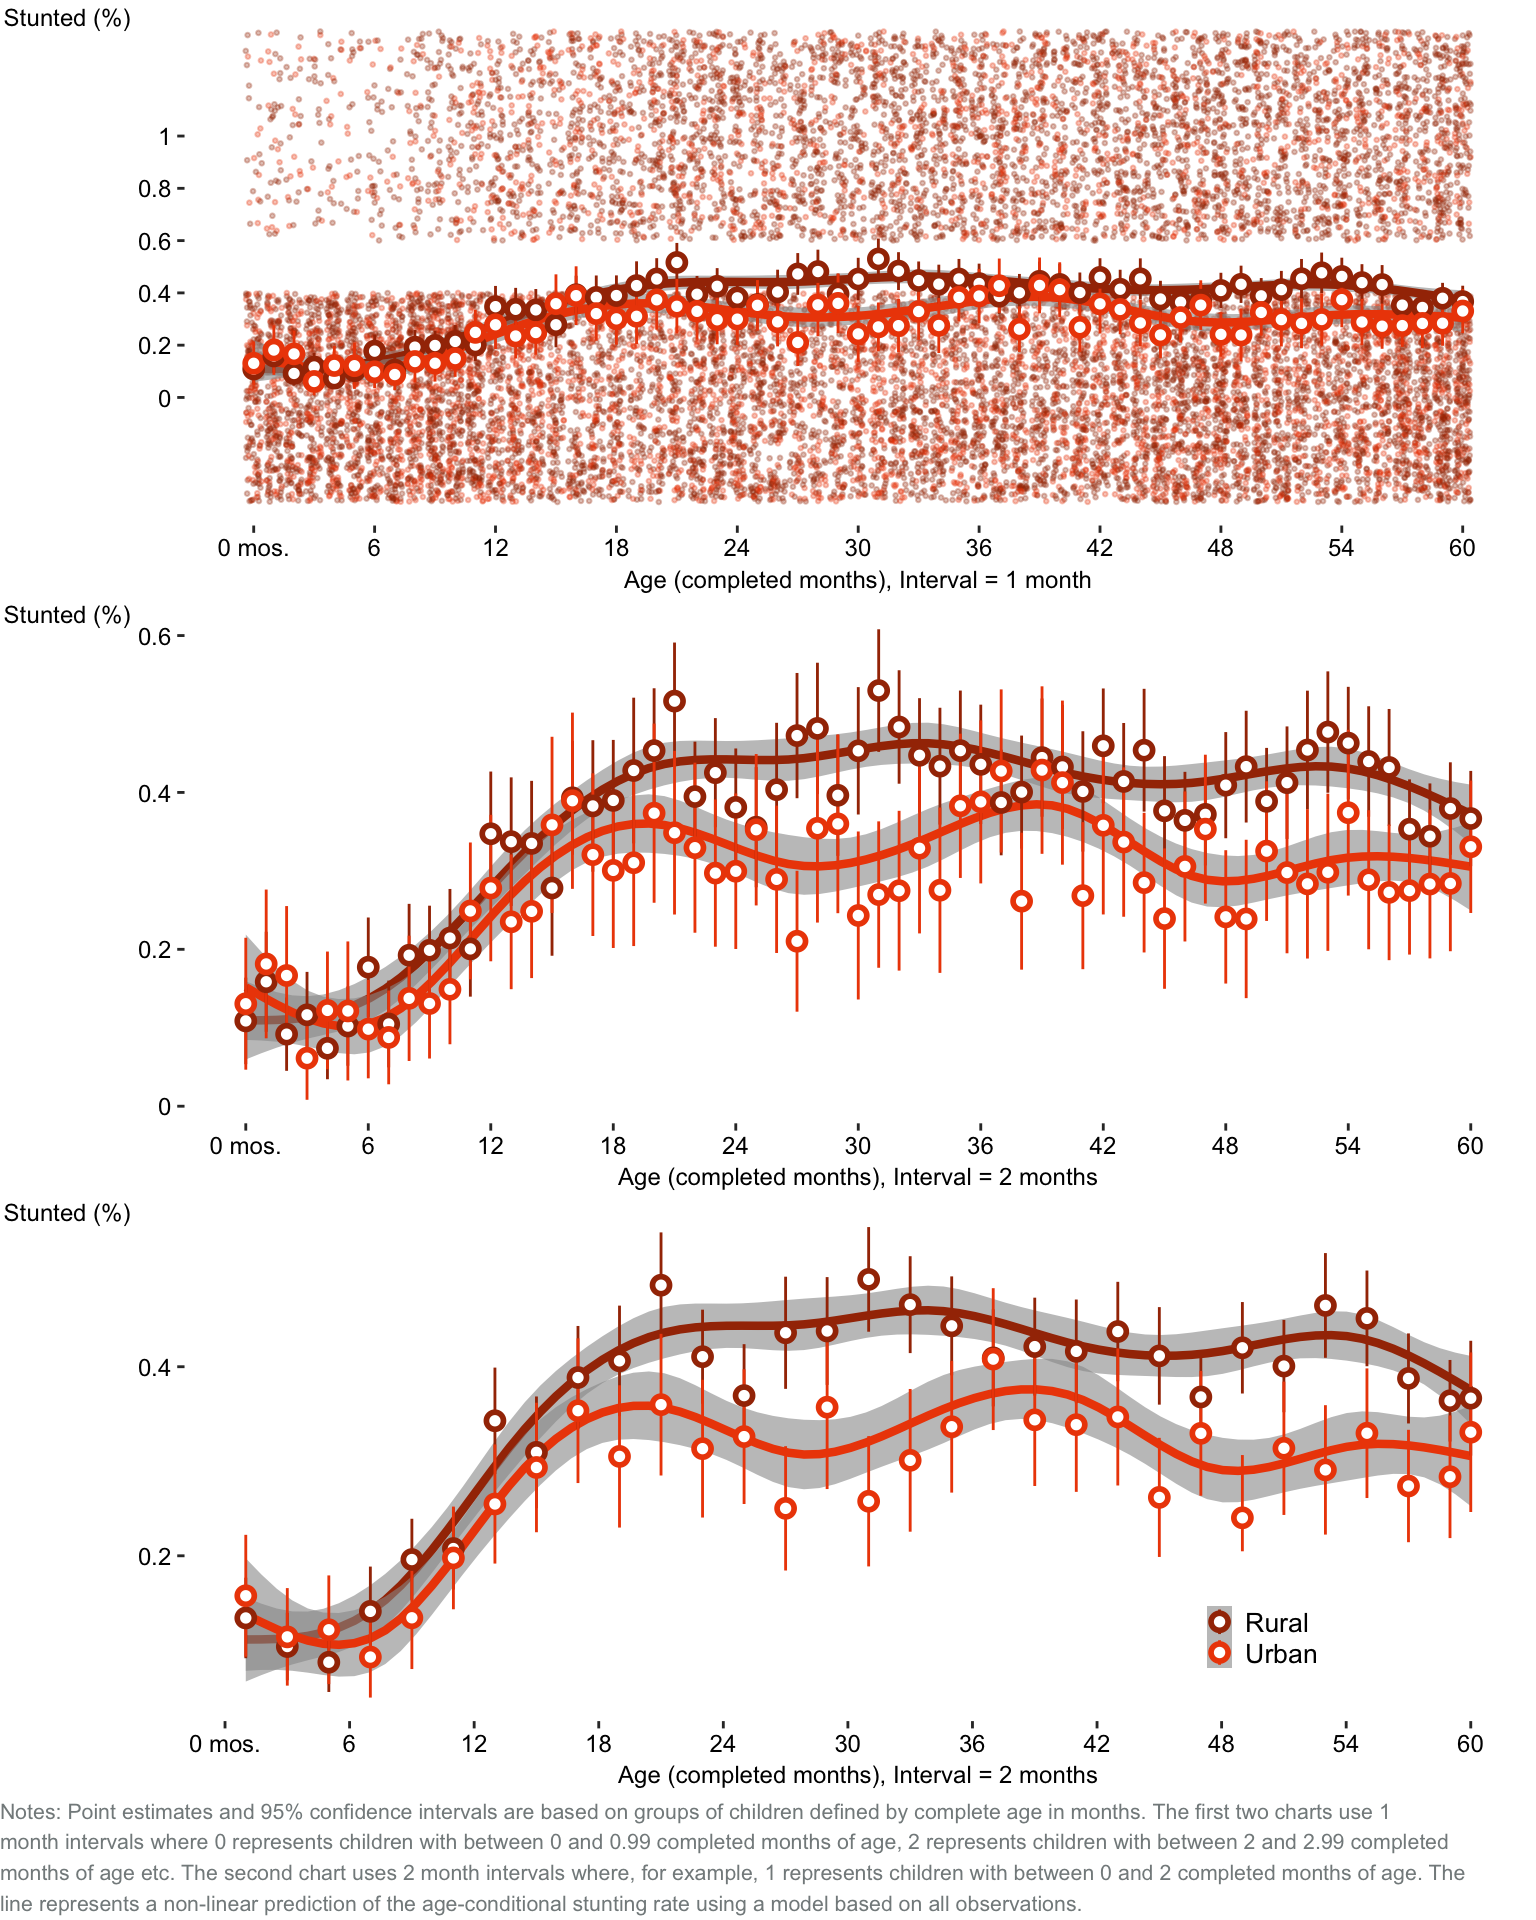 Stunted (%)
1
0.8
0.6
0.4
0.2
0
0 mos. 6 12 18 24 30 36 42 48 54 60
Age (completed months), Interval = 1 month
Stunted (%)
0.6
0.4
0.2
0
0 mos. 6 12 18 24 30 36 42 48 54 60
Age (completed months), Interval = 2 months
Stunted (%)
0.4
0.2
Rural
Urban
0 mos. 6 12 18 24 30 36 42 48 54 60
Age (completed months), Interval = 2 months
Notes: Point estimates and 95% confidence intervals are based on groups of children defined by complete age in months. The first two charts use 1
month intervals where 0 represents children with between 0 and 0.99 completed months of age, 2 represents children with between 2 and 2.99 completed
months of age etc. The second chart uses 2 month intervals where, for example, 1 represents children with between 0 and 2 completed months of age. The
line represents a non-linear prediction of the age-conditional stunting rate using a model based on all observations.